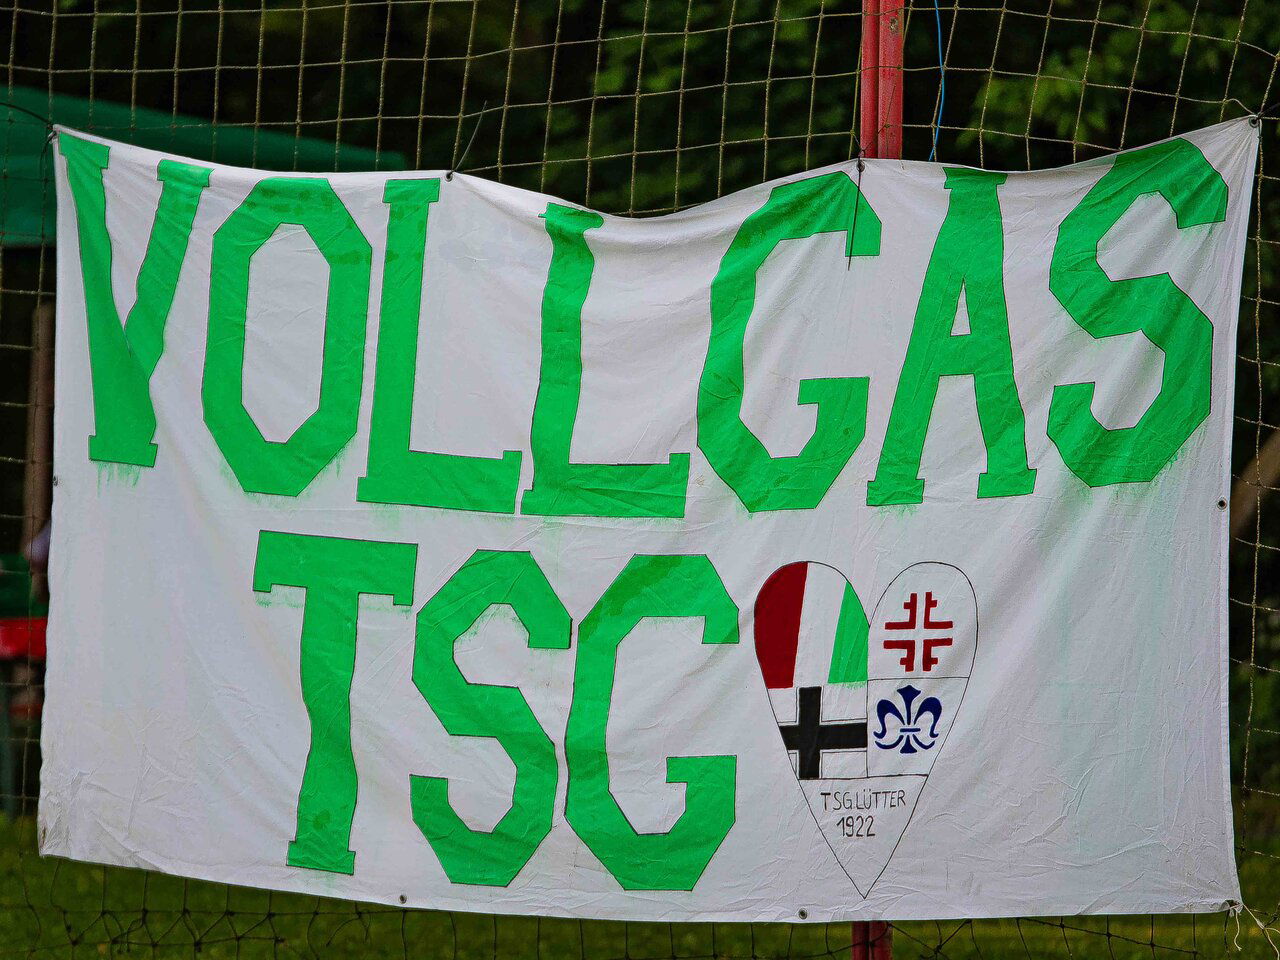 VOLLGAS
TSG
TSG.LÜTTER
1922